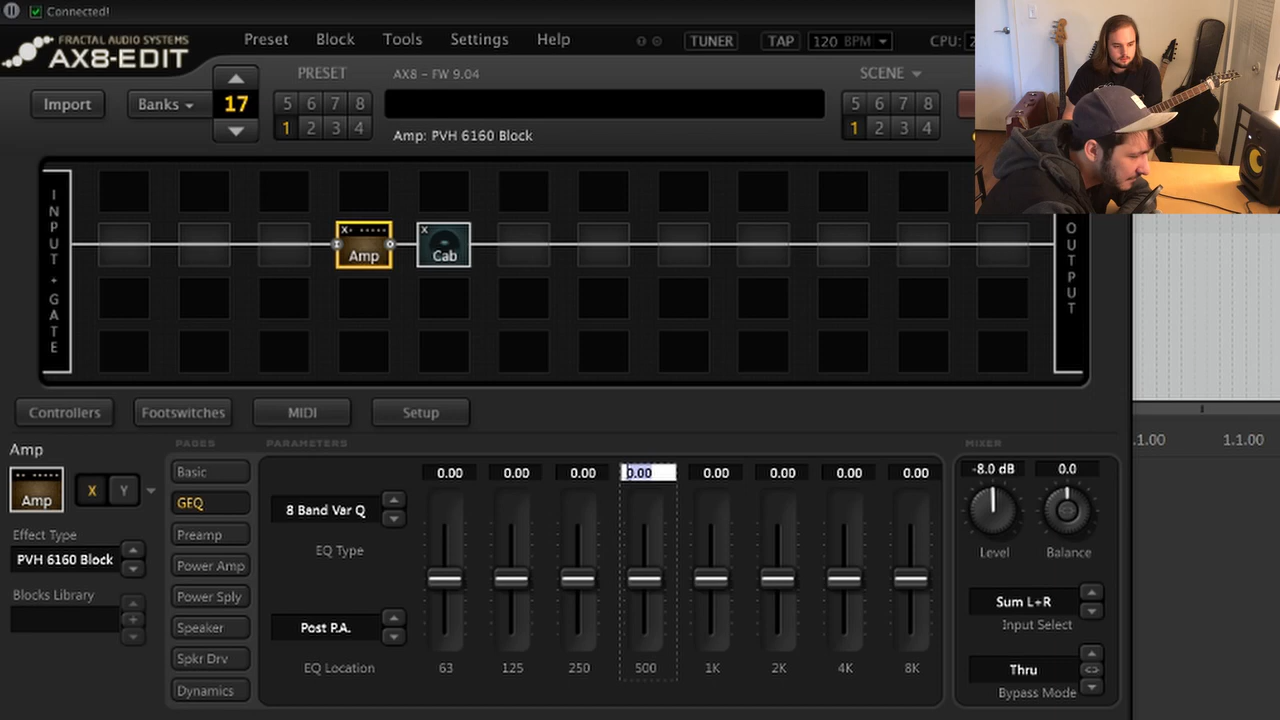 Connected!
FRACTAL AUDIO SYSTEMS
AX8-EDIT
Preset Block Tools Settings Help
TUNER TAP 120 BPM CPU:
PRESET AX8 - FW 9.04 SCENE
Import Banks 17 5 6 7 8 5 6 7 8
1 2 3 4 Amp: PVH 6160 Block 1 2 3 4
INPUT + GATE
X
Amp
X
Cab
OUTPUT
Controllers Footswitches MIDI Setup
1.00 1.1.00
Amp PAGES PARAMETERS MIXER
Amp X Y
Effect Type
PVH 6160 Block
Blocks Library
Basic
GEQ
Preamp
Power Amp
Power Sply
Speaker
Spkr Drv
Dynamics
8 Band Var Q
EQ Type
Post P.A.
EQ Location
0.00 0.00 0.00 0.00 0.00 0.00 0.00 0.00
63 125 250 500 1K 2K 4K 8K
-8.0 dB 0.0
Level Balance
Sum L+R
Input Select
Thru
Bypass Mode